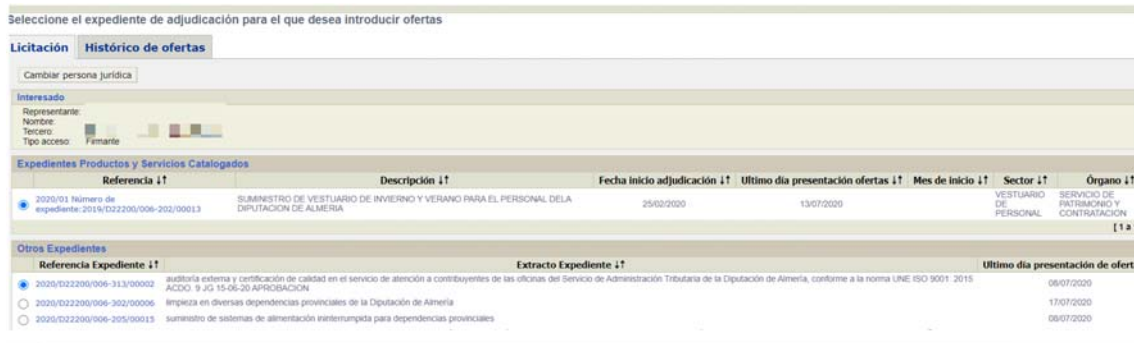 Seleccione el expediente de adjudicación para el que desea introducir ofertas
Licitación Histórico de ofertas
Cambiar persona jurídica
Interesado
Representante:
Nombre:
Tercero:
Tipo acceso: Firmante
Expedientes Productos y Servicios Catalogados
Referencia ↓↑ Descripción ↓↑ Fecha inicio adjudicación ↓↑ Ultimo día presentación ofertas ↓↑ Mes de inicio ↓↑ Sector ↓↑ Órgano ↓↑
2020/01 Número de expediente:2019/D22200/006-202/00013 SUMINISTRO DE VESTUARIO DE INVIERNO Y VERANO PARA EL PERSONAL DELA DIPUTACION DE ALMERIA 25/02/2020 13/07/2020 VESTUARIO DE PERSONAL SERVICIO DE PATRIMONIO Y CONTRATACION
[1 a
Otros Expedientes
Referencia Expediente ↓↑ Extracto Expediente ↓↑ Ultimo día presentación de ofert
2020/D22200/006-313/00002 auditoría externa y certificación de calidad en el servicio de atención a contribuyentes de las oficinas del Servicio de Administración Tributaria de la Diputación de Almería, conforme a la norma UNE ISO 9001: 2015 ACDO. 9 JG 15-06-20 APROBACION 08/07/2020
2020/D22200/006-302/00006 limpieza en diversas dependencias provinciales de la Diputación de Almería 17/07/2020
2020/D22200/006-205/00015 suministro de sistemas de alimentación ininterrumpida para dependencias provinciales 08/07/2020